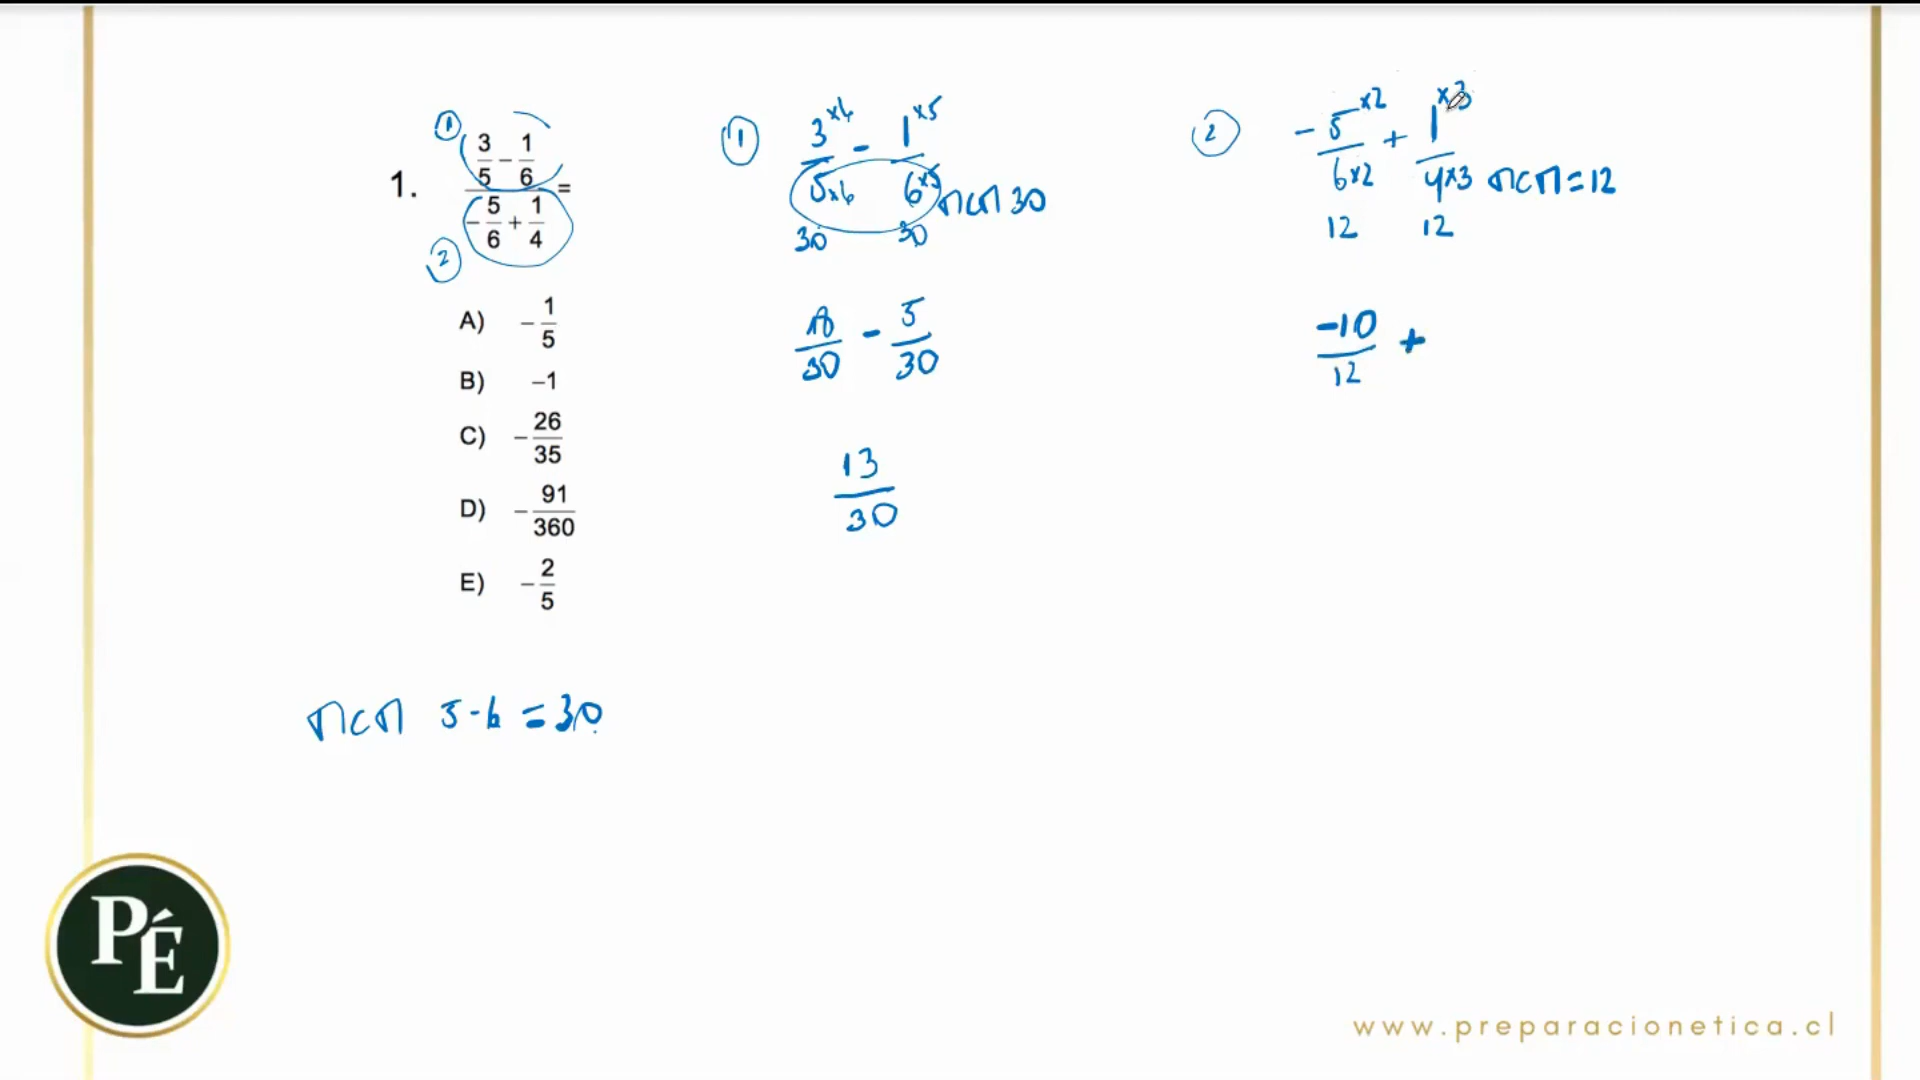 1. ① (3/5 − 1/6) / ② (−5/6 + 1/4) =
A) −1/5
B) −1
C) −26/35
D) −91/360
E) −2/5
mcm 5-6 = 30
① 3×6/5×6 − 1×5/6×5 mcm 30
30 30
18/30 − 5/30
13/30
② −5×2/6×2 + 1×3/4×3 mcm = 12
12 12
−10/12 +
PÉ
www.preparacionetica.cl